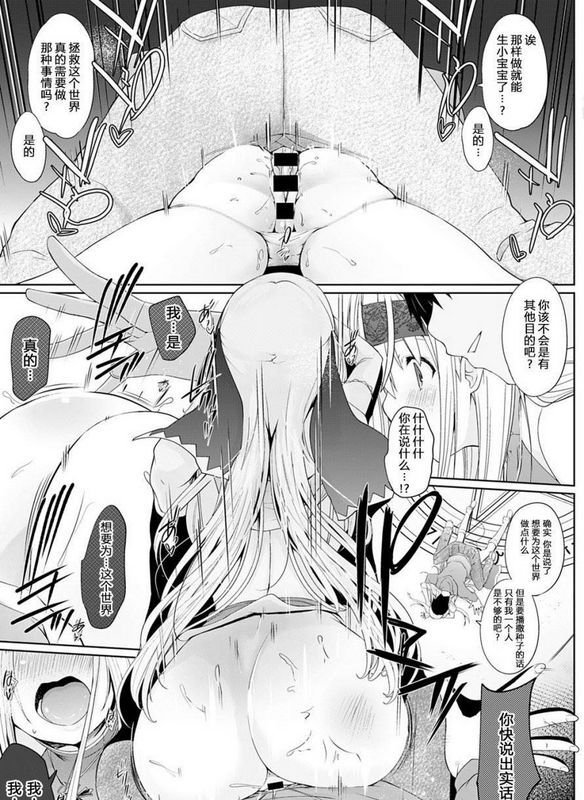 诶
那样做就能
生小宝宝了…?
是的…
拯救这个世界
真的需要做
那种事情吗?
是的
你该不会是有
其他目的吧?
什什什什
你在说什么…!?
我…是
真的…
想要为…这个世界
确实 你是说了
想要为这个世界
做点什么
但是要播撒种子的话
只有我一个人
是不够的吧?
你快说出实话
我
我